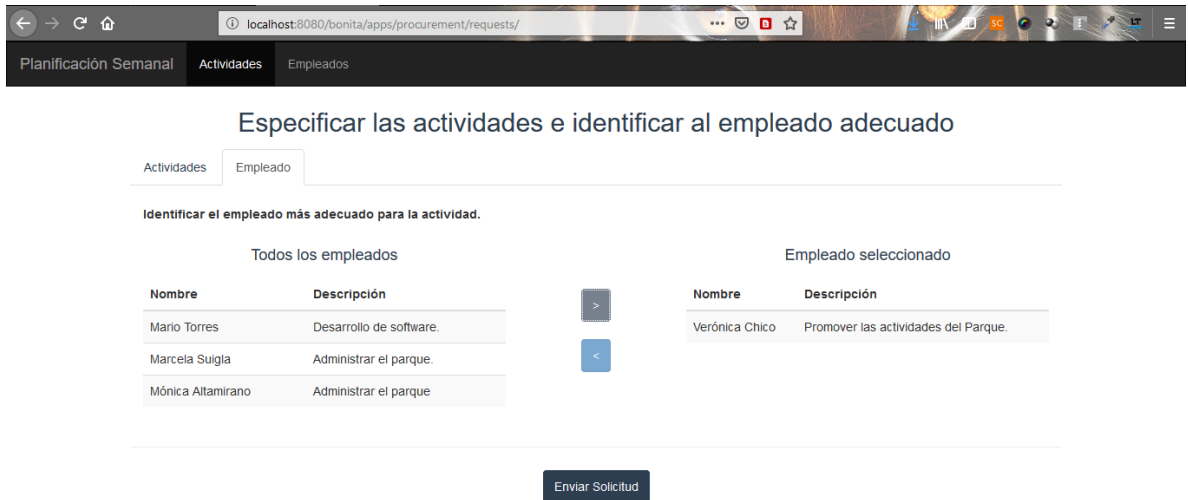 localhost:8080/bonita/apps/procurement/requests/
Planificación Semanal Actividades Empleados
Especificar las actividades e identificar al empleado adecuado
Actividades Empleado
Identificar el empleado más adecuado para la actividad.
Todos los empleados
Nombre Descripción
Mario Torres Desarrollo de software.
Marcela Suigla Administrar el parque.
Mónica Altamirano Administrar el parque
>
<
Empleado seleccionado
Nombre Descripción
Verónica Chico Promover las actividades del Parque.
Enviar Solicitud